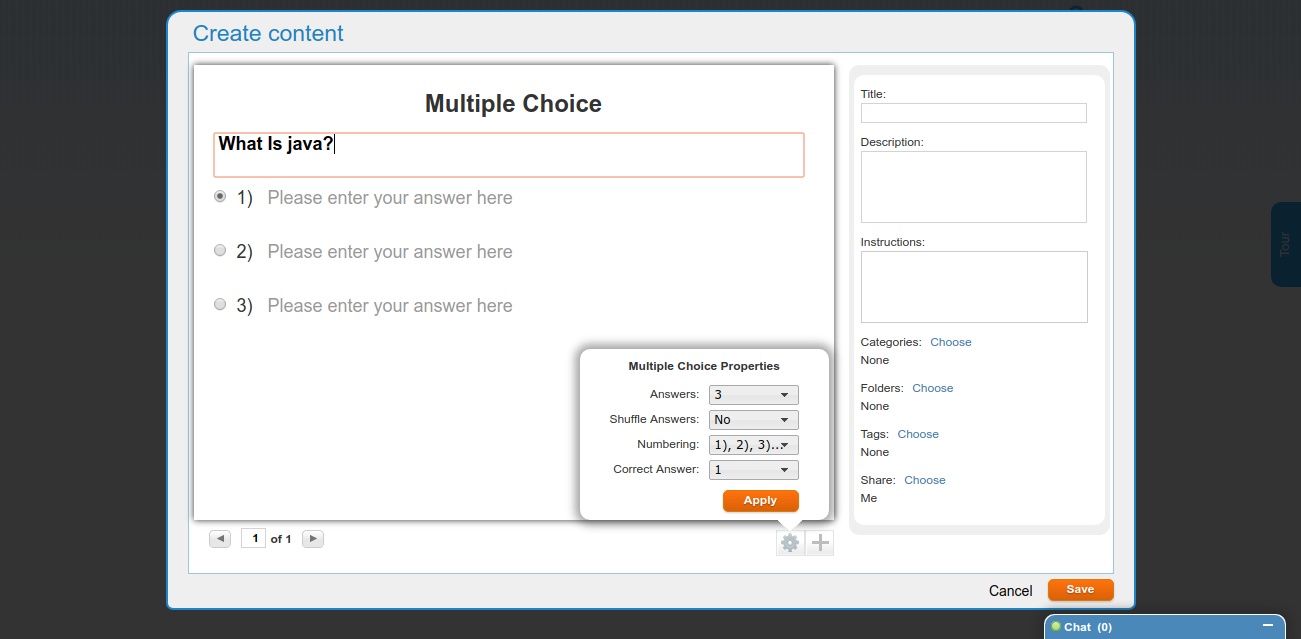 Create content
Multiple Choice
What Is java?
1) Please enter your answer here
2) Please enter your answer here
3) Please enter your answer here
Multiple Choice Properties
Answers: 3
Shuffle Answers: No
Numbering: 1), 2), 3)...
Correct Answer: 1
Apply
1 of 1
Title:
Description:
Instructions:
Categories: Choose
None
Folders: Choose
None
Tags: Choose
None
Share: Choose
Me
Cancel
Save
Tour
Chat (0)